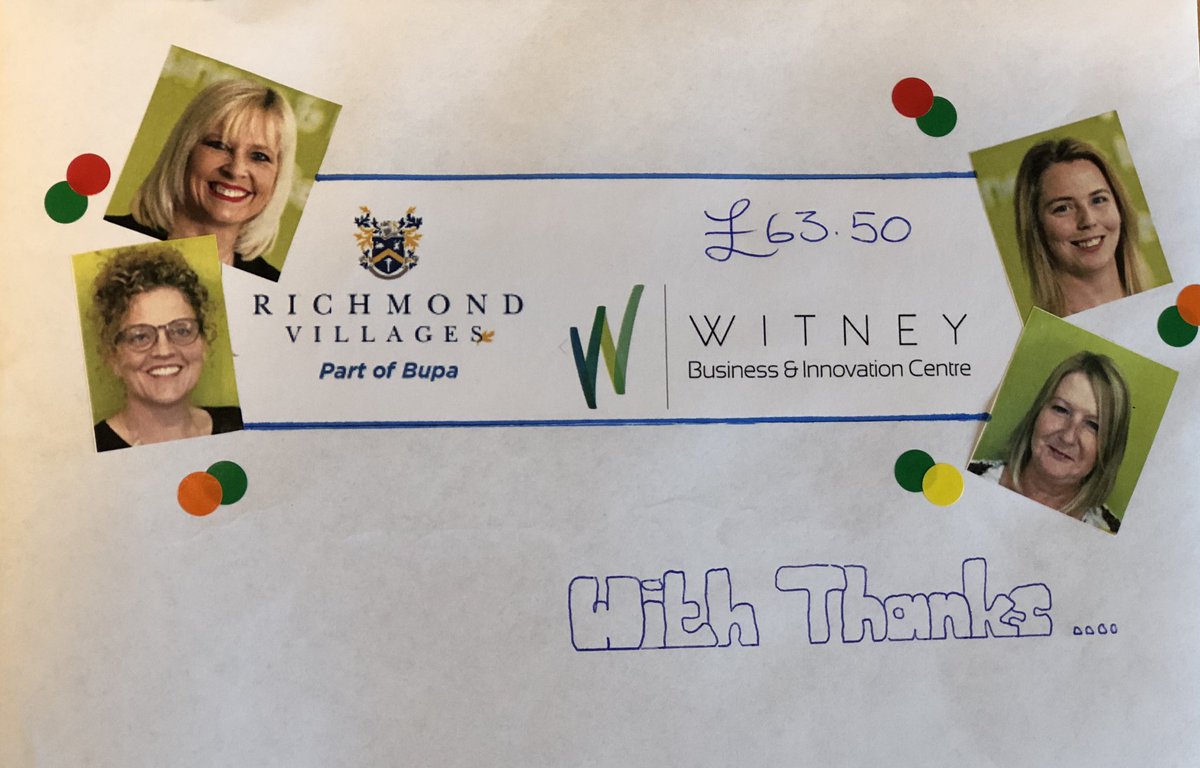 £63.50
RICHMOND
VILLAGES
Part of Bupa
W
WITNEY
Business & Innovation Centre
With Thanks ....